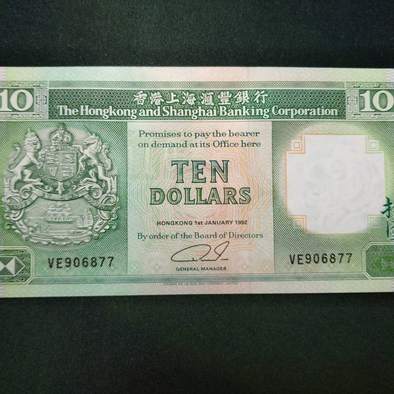 10 香港上海滙豐銀行 10
The Hongkong and Shanghai Banking Corporation
Promises to pay the bearer
on demand at its Office here
TEN
DOLLARS
HONGKONG 1ST JANUARY 1992
By order of the Board of Directors
GENERAL MANAGER
VE906877 VE906877